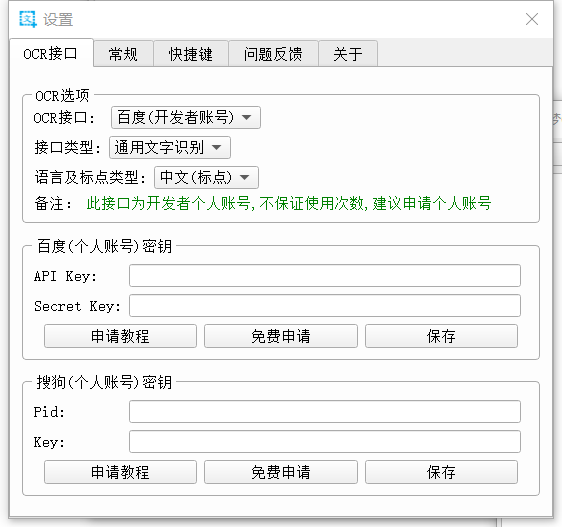 设置
OCR接口 常规 快捷键 问题反馈 关于
OCR选项
OCR接口: 百度(开发者账号)
接口类型: 通用文字识别
语言及标点类型: 中文(标点)
备注: 此接口为开发者个人账号,不保证使用次数,建议申请个人账号
百度(个人账号)密钥
API Key:
Secret Key:
申请教程 免费申请 保存
搜狗(个人账号)密钥
Pid:
Key:
申请教程 免费申请 保存